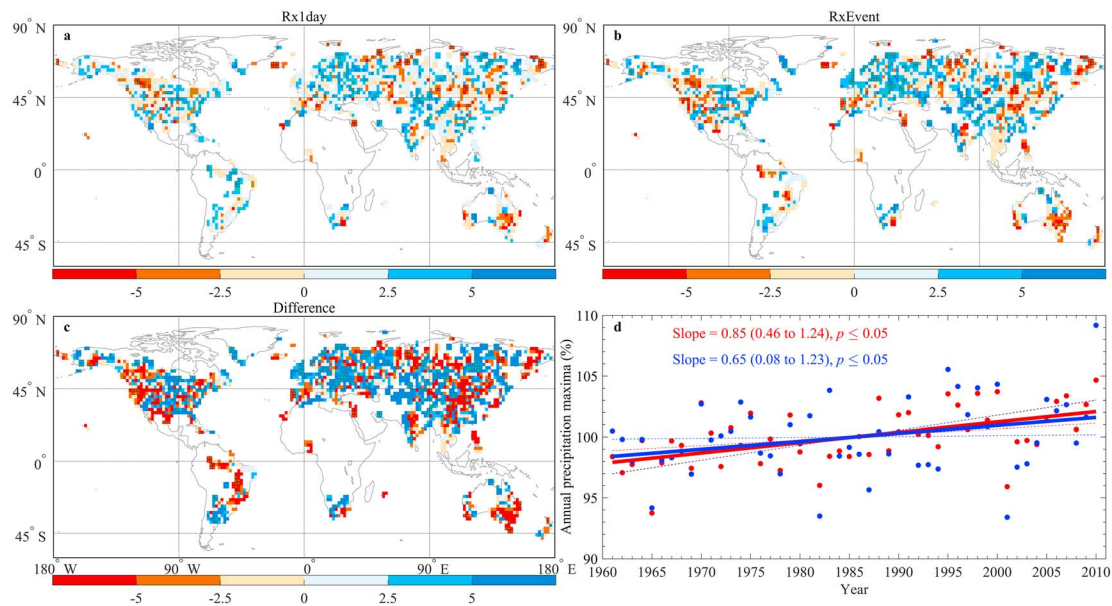 Rx1day
RxEvent
90° N
a
45° N
0°
45° S
-5 -2.5 0 2.5 5
90° N
b
45° N
0°
45° S
-5 -2.5 0 2.5 5
Difference
90° N
c
45° N
0°
45° S
180° W 90° W 0° 90° E 180° E
-5 -2.5 0 2.5 5
Annual precipitation maxima (%)
110
105
100
95
90
Slope = 0.85 (0.46 to 1.24), p ≤ 0.05
d
Slope = 0.65 (0.08 to 1.23), p ≤ 0.05
1960 1965 1970 1975 1980 1985 1990 1995 2000 2005 2010
Year